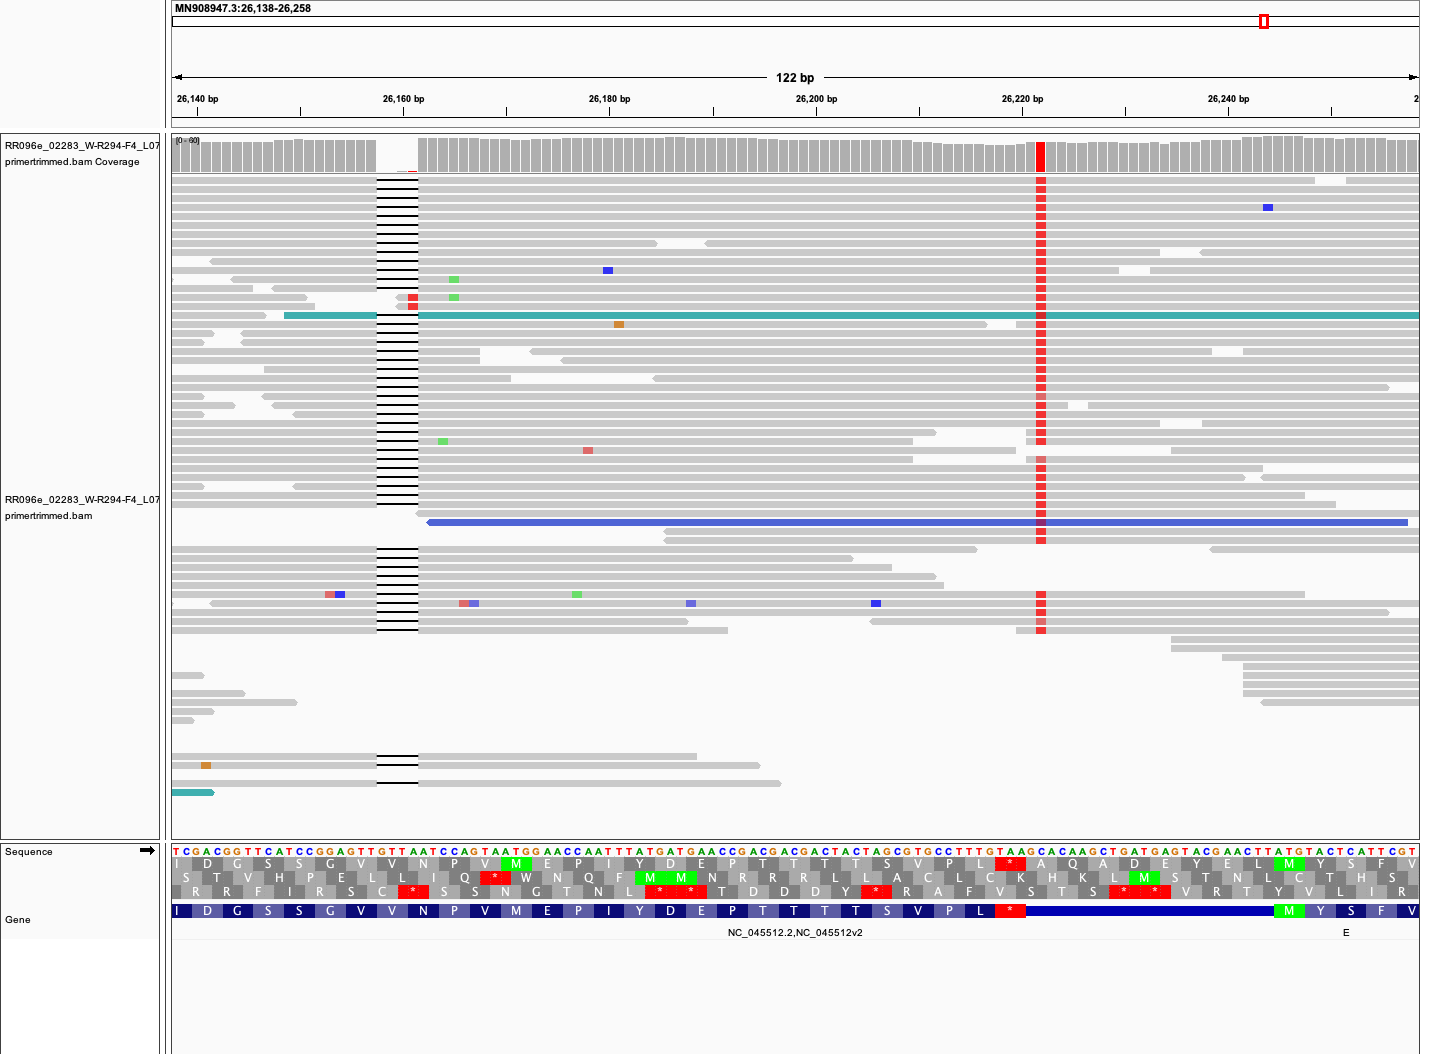 MN908947.3:26,138-26,258
122 bp
26,140 bp 26,160 bp 26,180 bp 26,200 bp 26,220 bp 26,240 bp 2
RR096e_02283_W-R294-F4_L07
primertrimmed.bam Coverage
[0 - 60]
RR096e_02283_W-R294-F4_L07
primertrimmed.bam
Sequence
TCGACGGTTCATCCGGAGTTGTTAATCCAGTAATGGAACCAATTTATGATGAACCGACGACGACTACTAGCGTGCCTTTGTAAGCACAAGCTGATGAGTACGAACTTATGTACTCATTCGT
I D G S S G V V N P V M E P I Y D E P T T T T S V P L * A Q A D E Y E L M Y S F V
S T V H P E L L I Q * W N Q F M M N R R R L L A C L C K H K L M S T N L C T H S
R R F I R S C * S S N G T N L * * T D D D Y * R A F V S T S * * V R T Y V L I R
Gene
I D G S S G V V N P V M E P I Y D E P T T T T S V P L * M Y S F V
NC_045512.2,NC_045512v2 E